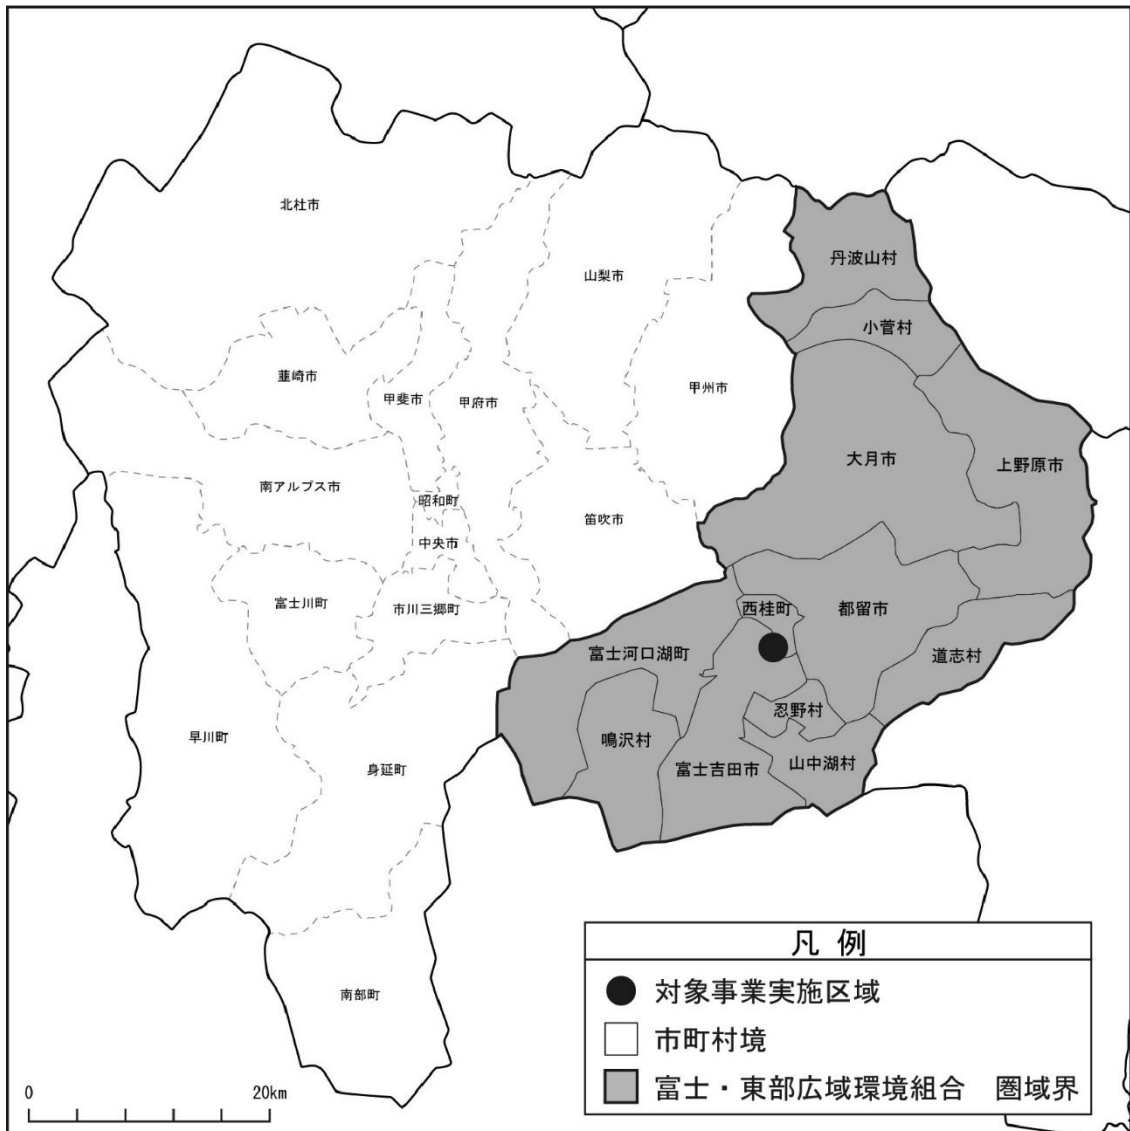 北杜市
丹波山村
山梨市
小菅村
韮崎市
甲斐市
甲府市
甲州市
大月市
上野原市
南アルプス市
昭和町
笛吹市
中央市
富士川町
市川三郷町
西桂町
都留市
富士河口湖町
道志村
忍野村
早川町
鳴沢村
山中湖村
身延町
富士吉田市
南部町
凡 例
対象事業実施区域
市町村境
富士・東部広域環境組合 圏域界
0 20km